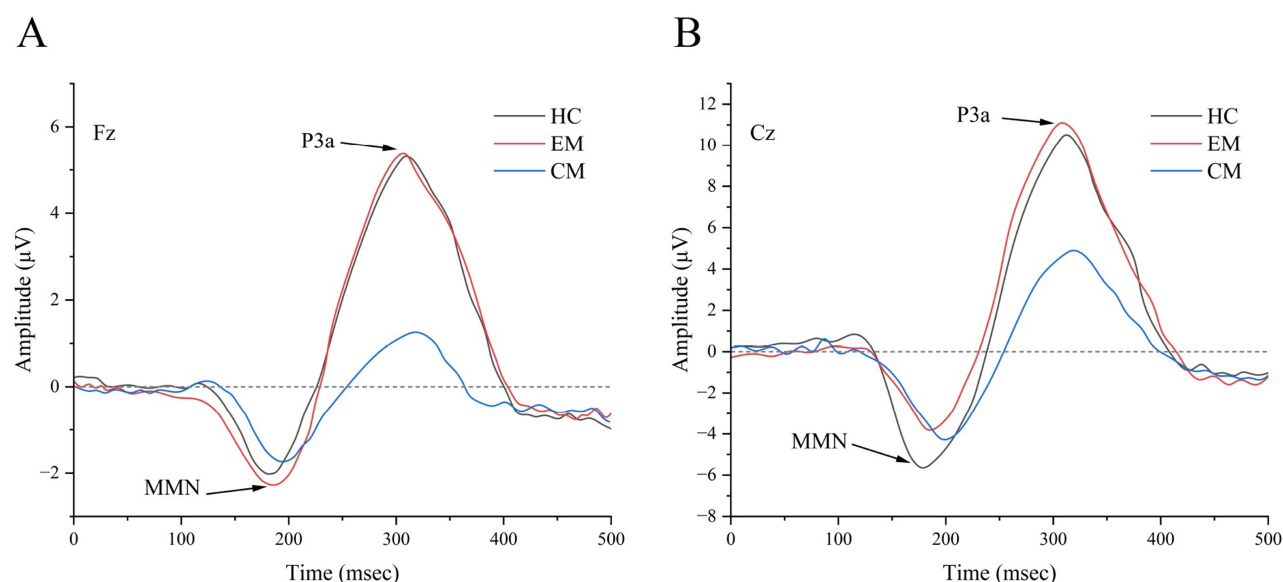 A
Fz
P3a
HC
EM
CM
MMN
6
4
2
0
−2
Amplitude (μV)
0
100
200
300
400
500
Time (msec)
B
Cz
P3a
HC
EM
CM
MMN
12
10
8
6
4
2
0
−2
−4
−6
−8
Amplitude (μV)
0
100
200
300
400
500
Time (msec)